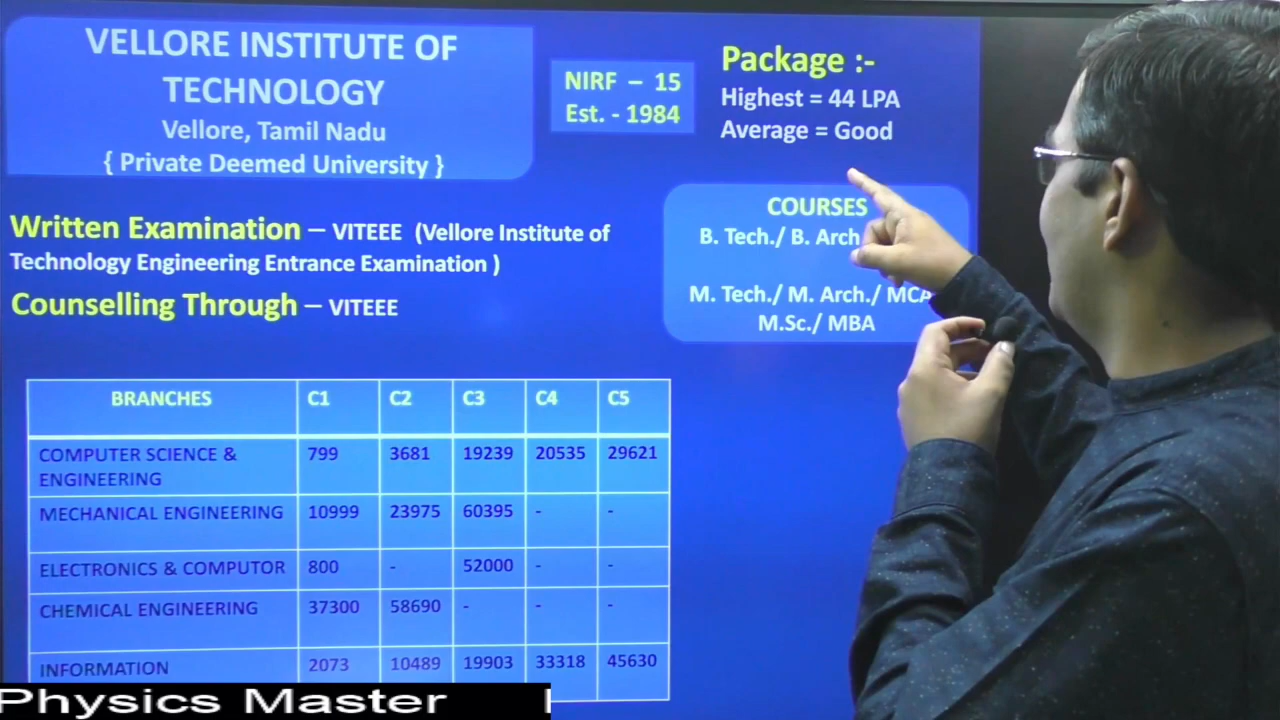 VELLORE INSTITUTE OF
TECHNOLOGY
Vellore, Tamil Nadu
{ Private Deemed University }
NIRF – 15
Est. - 1984
Package :-
Highest = 44 LPA
Average = Good
Written Examination – VITEEE (Vellore Institute of
Technology Engineering Entrance Examination )
Counselling Through – VITEEE
COURSES
B. Tech./ B. Arch
M. Tech./ M. Arch./ MCA
M.Sc./ MBA
BRANCHES C1 C2 C3 C4 C5
COMPUTER SCIENCE & 799 3681 19239 20535 29621
ENGINEERING
MECHANICAL ENGINEERING 10999 23975 60395 - -
ELECTRONICS & COMPUTOR 800 - 52000 - -
CHEMICAL ENGINEERING 37300 58690 - - -
INFORMATION 2073 10489 19903 33318 45630
Physics Master